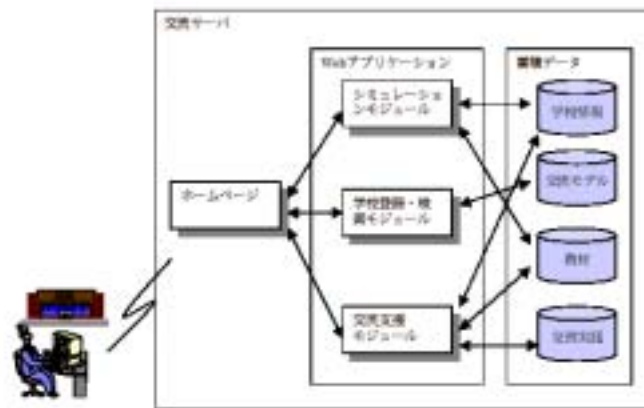 交流サーバ
Webアプリケーション
蓄積データ
シミュレーショ
ンモジュール
学校情報
交流モデル
ホームページ
学校登録・検
索モジュール
教材
交流支援
モジュール
交流実践